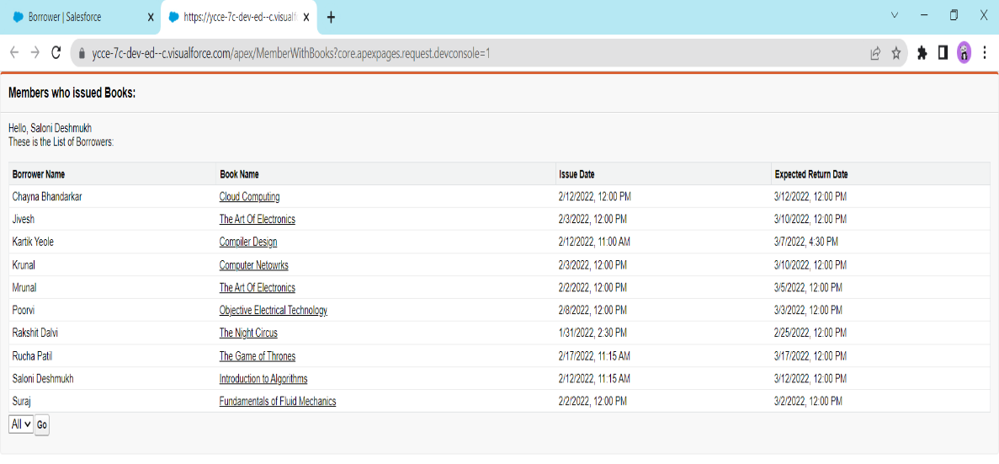 Borrower | Salesforce x https://ycce-7c-dev-ed--c.visualf x +
ycce-7c-dev-ed--c.visualforce.com/apex/MemberWithBooks?core.apexpages.request.devconsole=1
Members who issued Books:
Hello, Saloni Deshmukh
These is the List of Borrowers:
Borrower Name Book Name Issue Date Expected Return Date
Chayna Bhandarkar Cloud Computing 2/12/2022, 12:00 PM 3/12/2022, 12:00 PM
Jivesh The Art Of Electronics 2/3/2022, 12:00 PM 3/10/2022, 12:00 PM
Kartik Yeole Compiler Design 2/12/2022, 11:00 AM 3/7/2022, 4:30 PM
Krunal Computer Netowrks 2/3/2022, 12:00 PM 3/10/2022, 12:00 PM
Mrunal The Art Of Electronics 2/2/2022, 12:00 PM 3/5/2022, 12:00 PM
Poorvi Objective Electrical Technology 2/8/2022, 12:00 PM 3/3/2022, 12:00 PM
Rakshit Dalvi The Night Circus 1/31/2022, 2:30 PM 2/25/2022, 12:00 PM
Rucha Patil The Game of Thrones 2/17/2022, 11:15 AM 3/17/2022, 12:00 PM
Saloni Deshmukh Introduction to Algorithms 2/12/2022, 11:15 AM 3/12/2022, 12:00 PM
Suraj Fundamentals of Fluid Mechanics 2/2/2022, 12:00 PM 3/2/2022, 12:00 PM
All Go